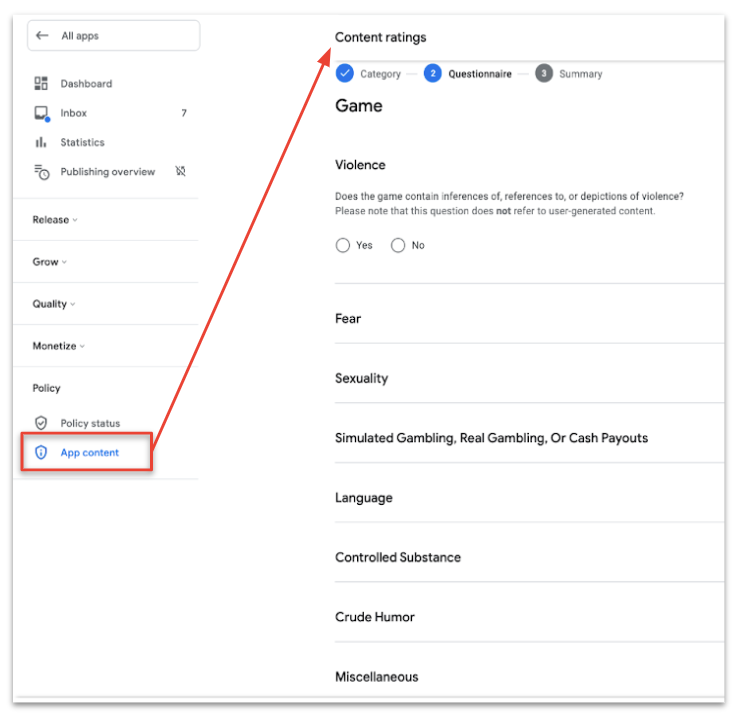 All apps
Dashboard
Inbox 7
Statistics
Publishing overview
Release
Grow
Quality
Monetize
Policy
Policy status
App content
Content ratings
Category 2 Questionnaire 3 Summary
Game
Violence
Does the game contain inferences of, references to, or depictions of violence?
Please note that this question does not refer to user-generated content.
Yes No
Fear
Sexuality
Simulated Gambling, Real Gambling, Or Cash Payouts
Language
Controlled Substance
Crude Humor
Miscellaneous